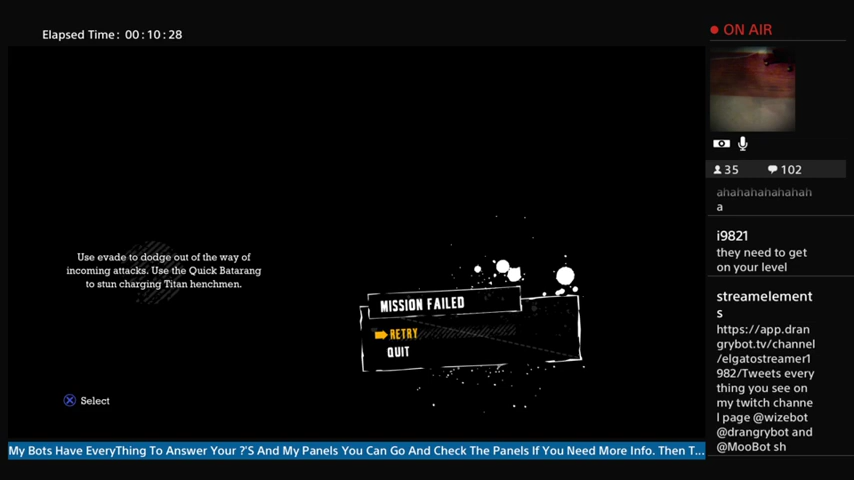 Elapsed Time: 00:10:28
ON AIR
35
102
ahahahahahahah
a
i9821
they need to get
on your level
streamelement
s
https://app.dran
grybot.tv/channel
/elgatostreamer1
982/Tweets every
thing you see on
my twitch channe
l page @wizebot
@drangrybot and
@MooBot sh
Use evade to dodge out of the way of
incoming attacks. Use the Quick Batarang
to stun charging Titan henchmen.
MISSION FAILED
RETRY
QUIT
Select
My Bots Have EveryThing To Answer Your ?'S And My Panels You Can Go And Check The Panels If You Need More Info. Then T...